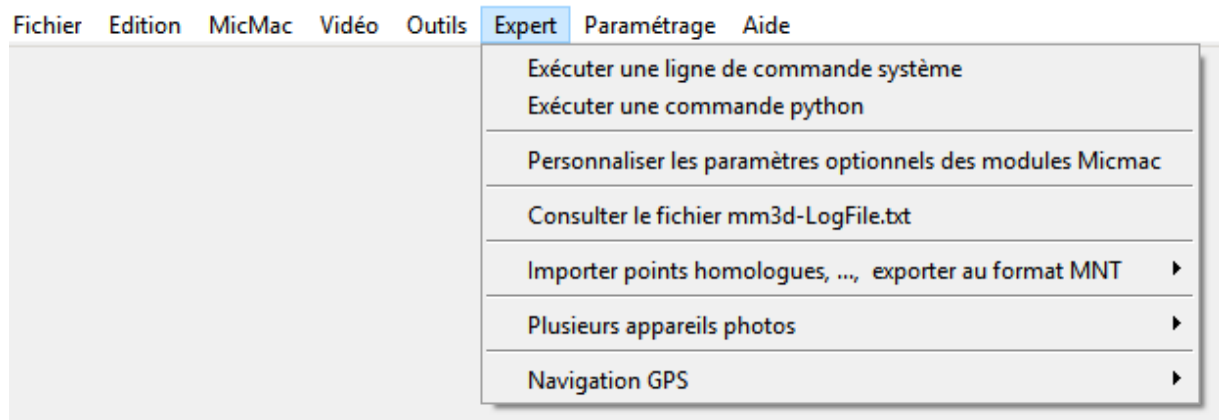 Fichier Edition MicMac Vidéo Outils Expert Paramétrage Aide
Exécuter une ligne de commande système
Exécuter une commande python
Personnaliser les paramètres optionnels des modules Micmac
Consulter le fichier mm3d-LogFile.txt
Importer points homologues, ..., exporter au format MNT
Plusieurs appareils photos
Navigation GPS